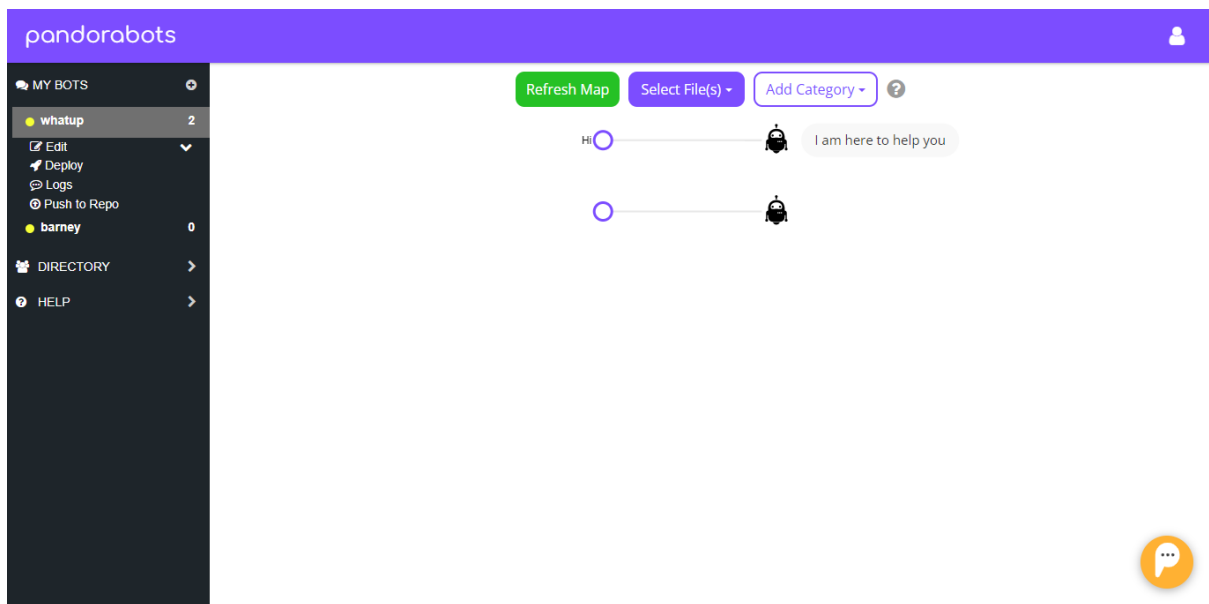 pandorabots
MY BOTS
Refresh Map Select File(s) Add Category ?
whatup 2
Hi I am here to help you
Edit
Deploy
Logs
Push to Repo
barney 0
DIRECTORY
HELP